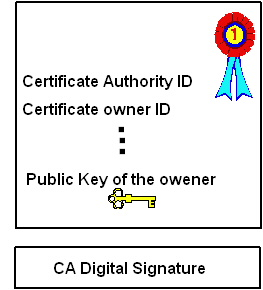 1
Certificate Authority ID
Certificate owner ID
Public Key of the owener
CA Digital Signature